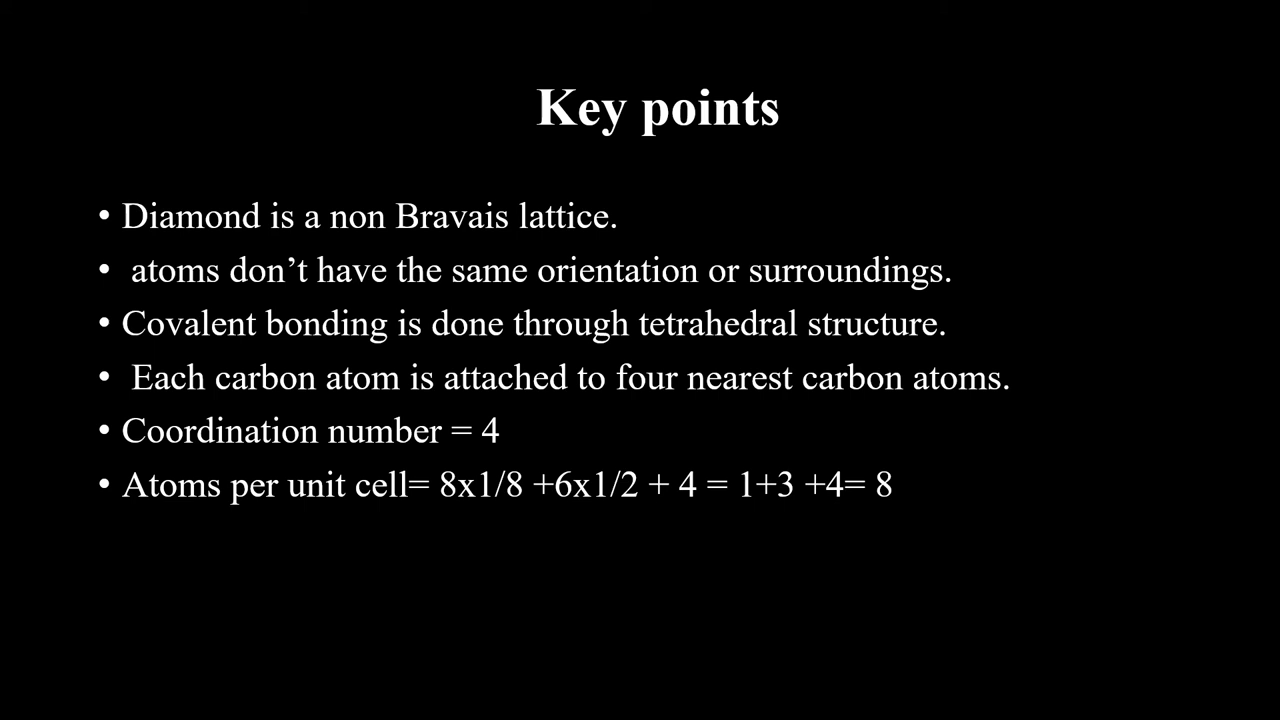 Key points
• Diamond is a non Bravais lattice.
• atoms don’t have the same orientation or surroundings.
• Covalent bonding is done through tetrahedral structure.
• Each carbon atom is attached to four nearest carbon atoms.
• Coordination number = 4
• Atoms per unit cell= 8x1/8 +6x1/2 + 4 = 1+3 +4= 8